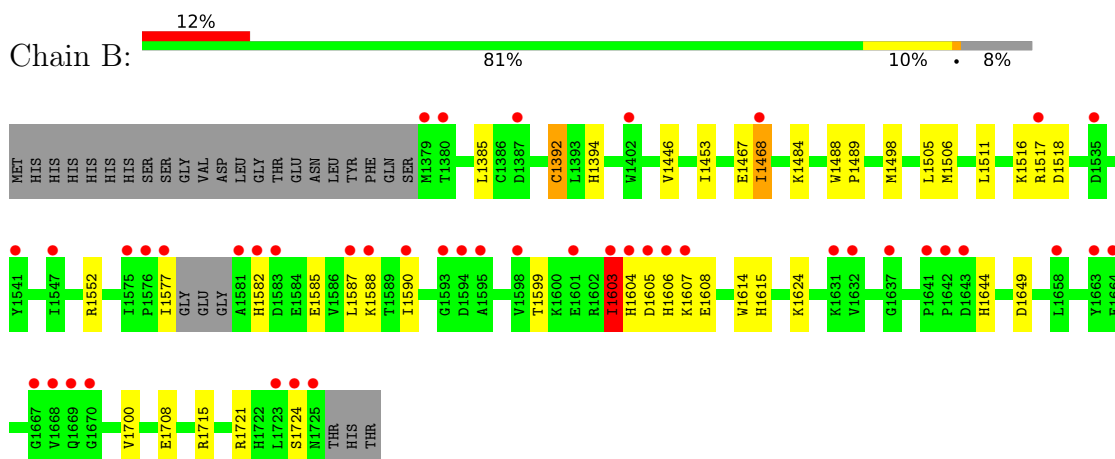 12%
Chain B:
81% 10% • 8%
MET HIS HIS HIS HIS HIS HIS SER SER GLY VAL ASP LEU GLY THR GLU ASN LEU TYR PHE GLN SER M1379 T1380 L1385 C1386 D1387 C1392 L1393 H1394 W1402 V1446 I1453 E1467 I1468 K1484 W1488 P1489 M1498 L1505 M1506 L1511 K1516 R1517 D1518 D1535
Y1541 I1547 R1552 I1575 P1576 I1577 GLY GLU GLY A1581 H1582 D1583 E1584 E1585 V1586 L1587 K1588 T1589 I1590 G1593 D1594 A1595 V1598 T1599 K1600 E1601 R1602 I1603 H1604 D1605 H1606 K1607 E1608 W1614 H1615 K1624 K1631 V1632 G1637 P1641 P1642 D1643 H1644 D1649 L1658 Y1663
G1667 V1668 Q1669 G1670 V1700 E1708 R1715 R1721 H1722 L1723 S1724 N1725 THR HIS THR